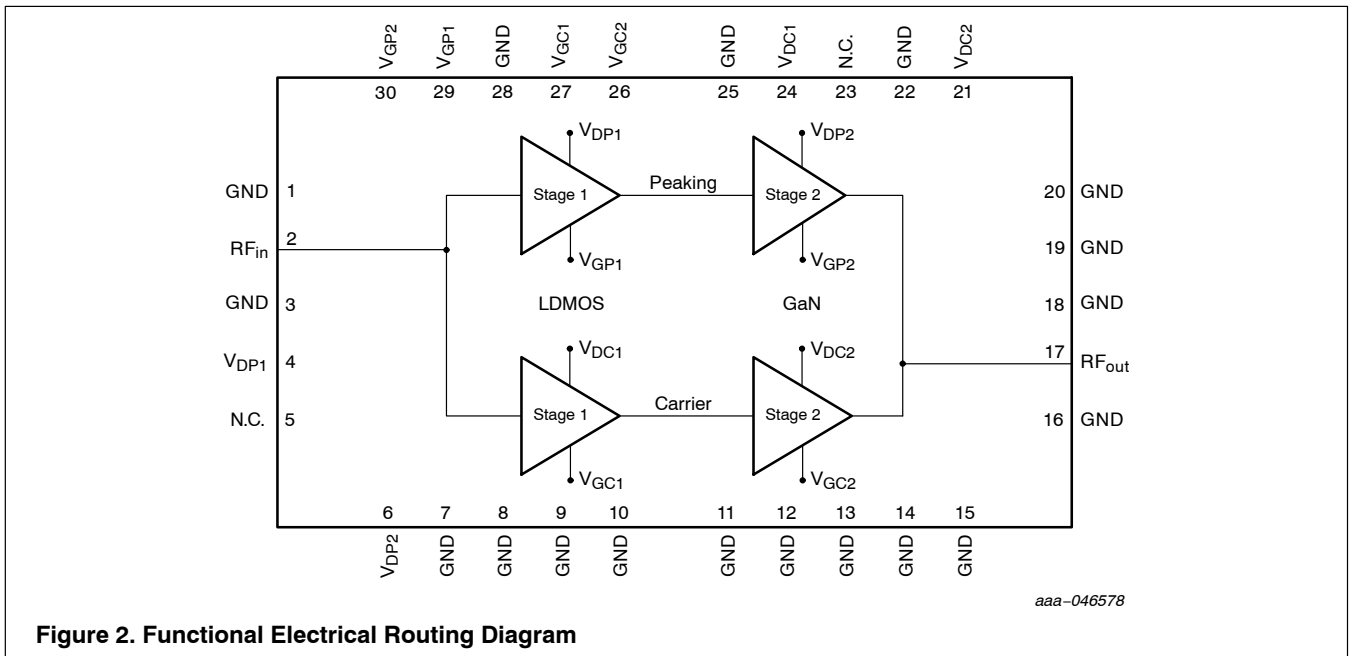 VGP2 VGP1 GND VGC1 VGC2 GND VDC1 N.C. GND VDC2
30 29 28 27 26 25 24 23 22 21
VDP1 VDP2
GND 1 Stage 1 Peaking Stage 2 20 GND
RFin 2 19 GND
VGP1 VGP2
GND 3 LDMOS GaN 18 GND
VDC1 VDC2
VDP1 4 17 RFout
N.C. 5 Stage 1 Carrier Stage 2 16 GND
VGC1 VGC2
6 7 8 9 10 11 12 13 14 15
VDP2 GND GND GND GND GND GND GND GND GND
aaa−046578
Figure 2. Functional Electrical Routing Diagram